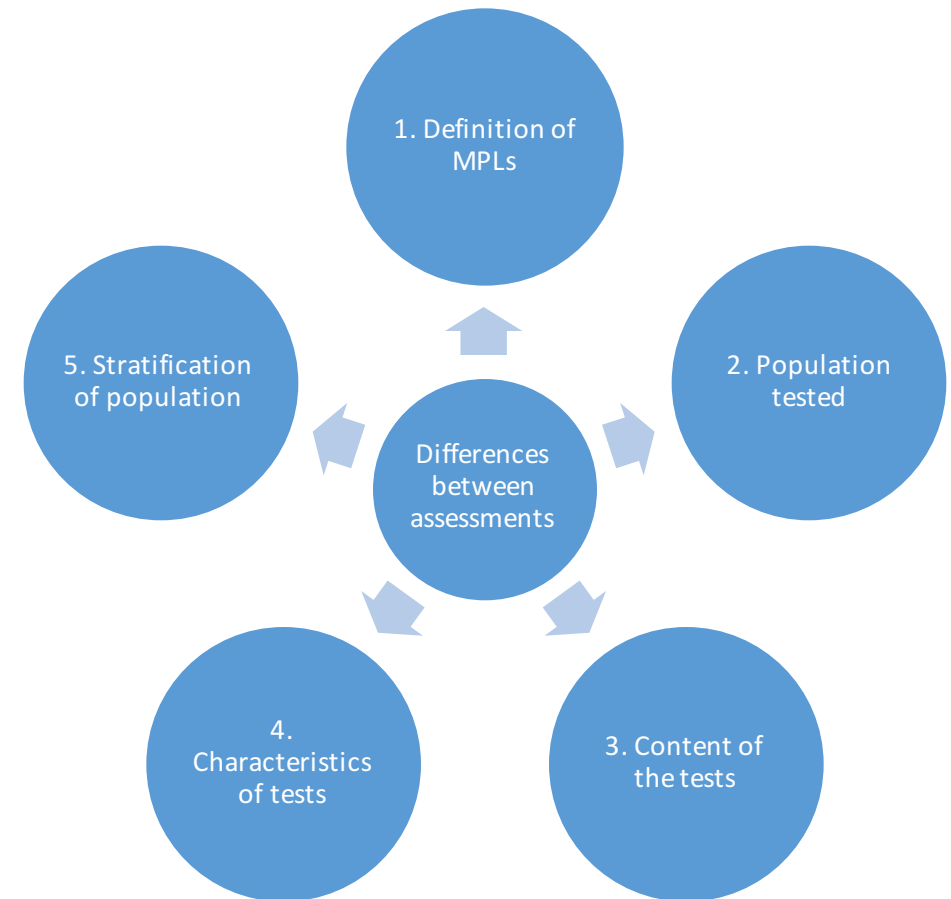 1. Definition of
MPLs
2. Population
tested
3. Content of
the tests
4.
Characteristics
of tests
5. Stratification
of population
Differences
between
assessments